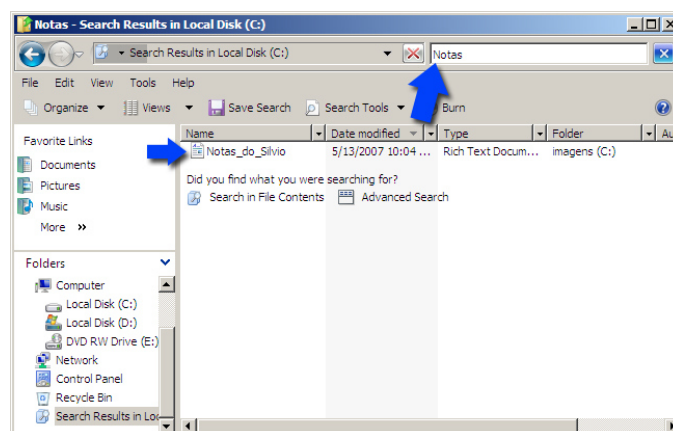 Notas - Search Results in Local Disk (C:)
Search Results in Local Disk (C:)
Notas
File Edit View Tools Help
Organize Views Save Search Search Tools Burn
Favorite Links
Documents
Pictures
Music
More »
Folders
Computer
Local Disk (C:)
Local Disk (D:)
DVD RW Drive (E:)
Network
Control Panel
Recycle Bin
Search Results in Loc
Name Date modified Type Folder Au
Notas_do_Silvio 5/13/2007 10:04 ... Rich Text Docum... imagens (C:)
Did you find what you were searching for?
Search in File Contents Advanced Search